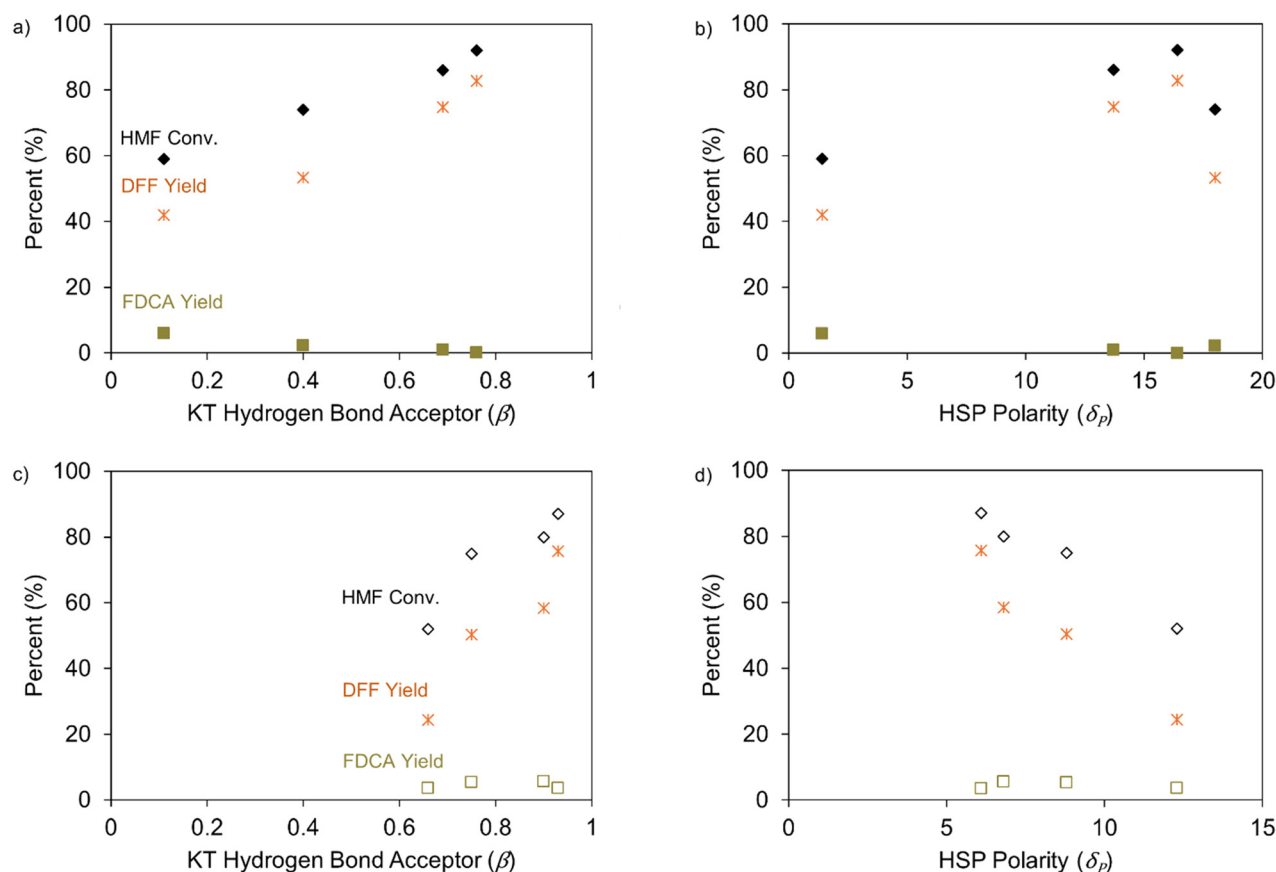 a)
100
80
60
40
20
0
Percent (%)
HMF Conv.
DFF Yield
FDCA Yield
0 0.2 0.4 0.6 0.8 1
KT Hydrogen Bond Acceptor (β)
b)
100
80
60
40
20
0
Percent (%)
0 5 10 15 20
HSP Polarity (δp)
c)
100
80
60
40
20
0
Percent (%)
HMF Conv.
DFF Yield
FDCA Yield
0 0.2 0.4 0.6 0.8 1
KT Hydrogen Bond Acceptor (β)
d)
100
80
60
40
20
0
Percent (%)
0 5 10 15
HSP Polarity (δp)